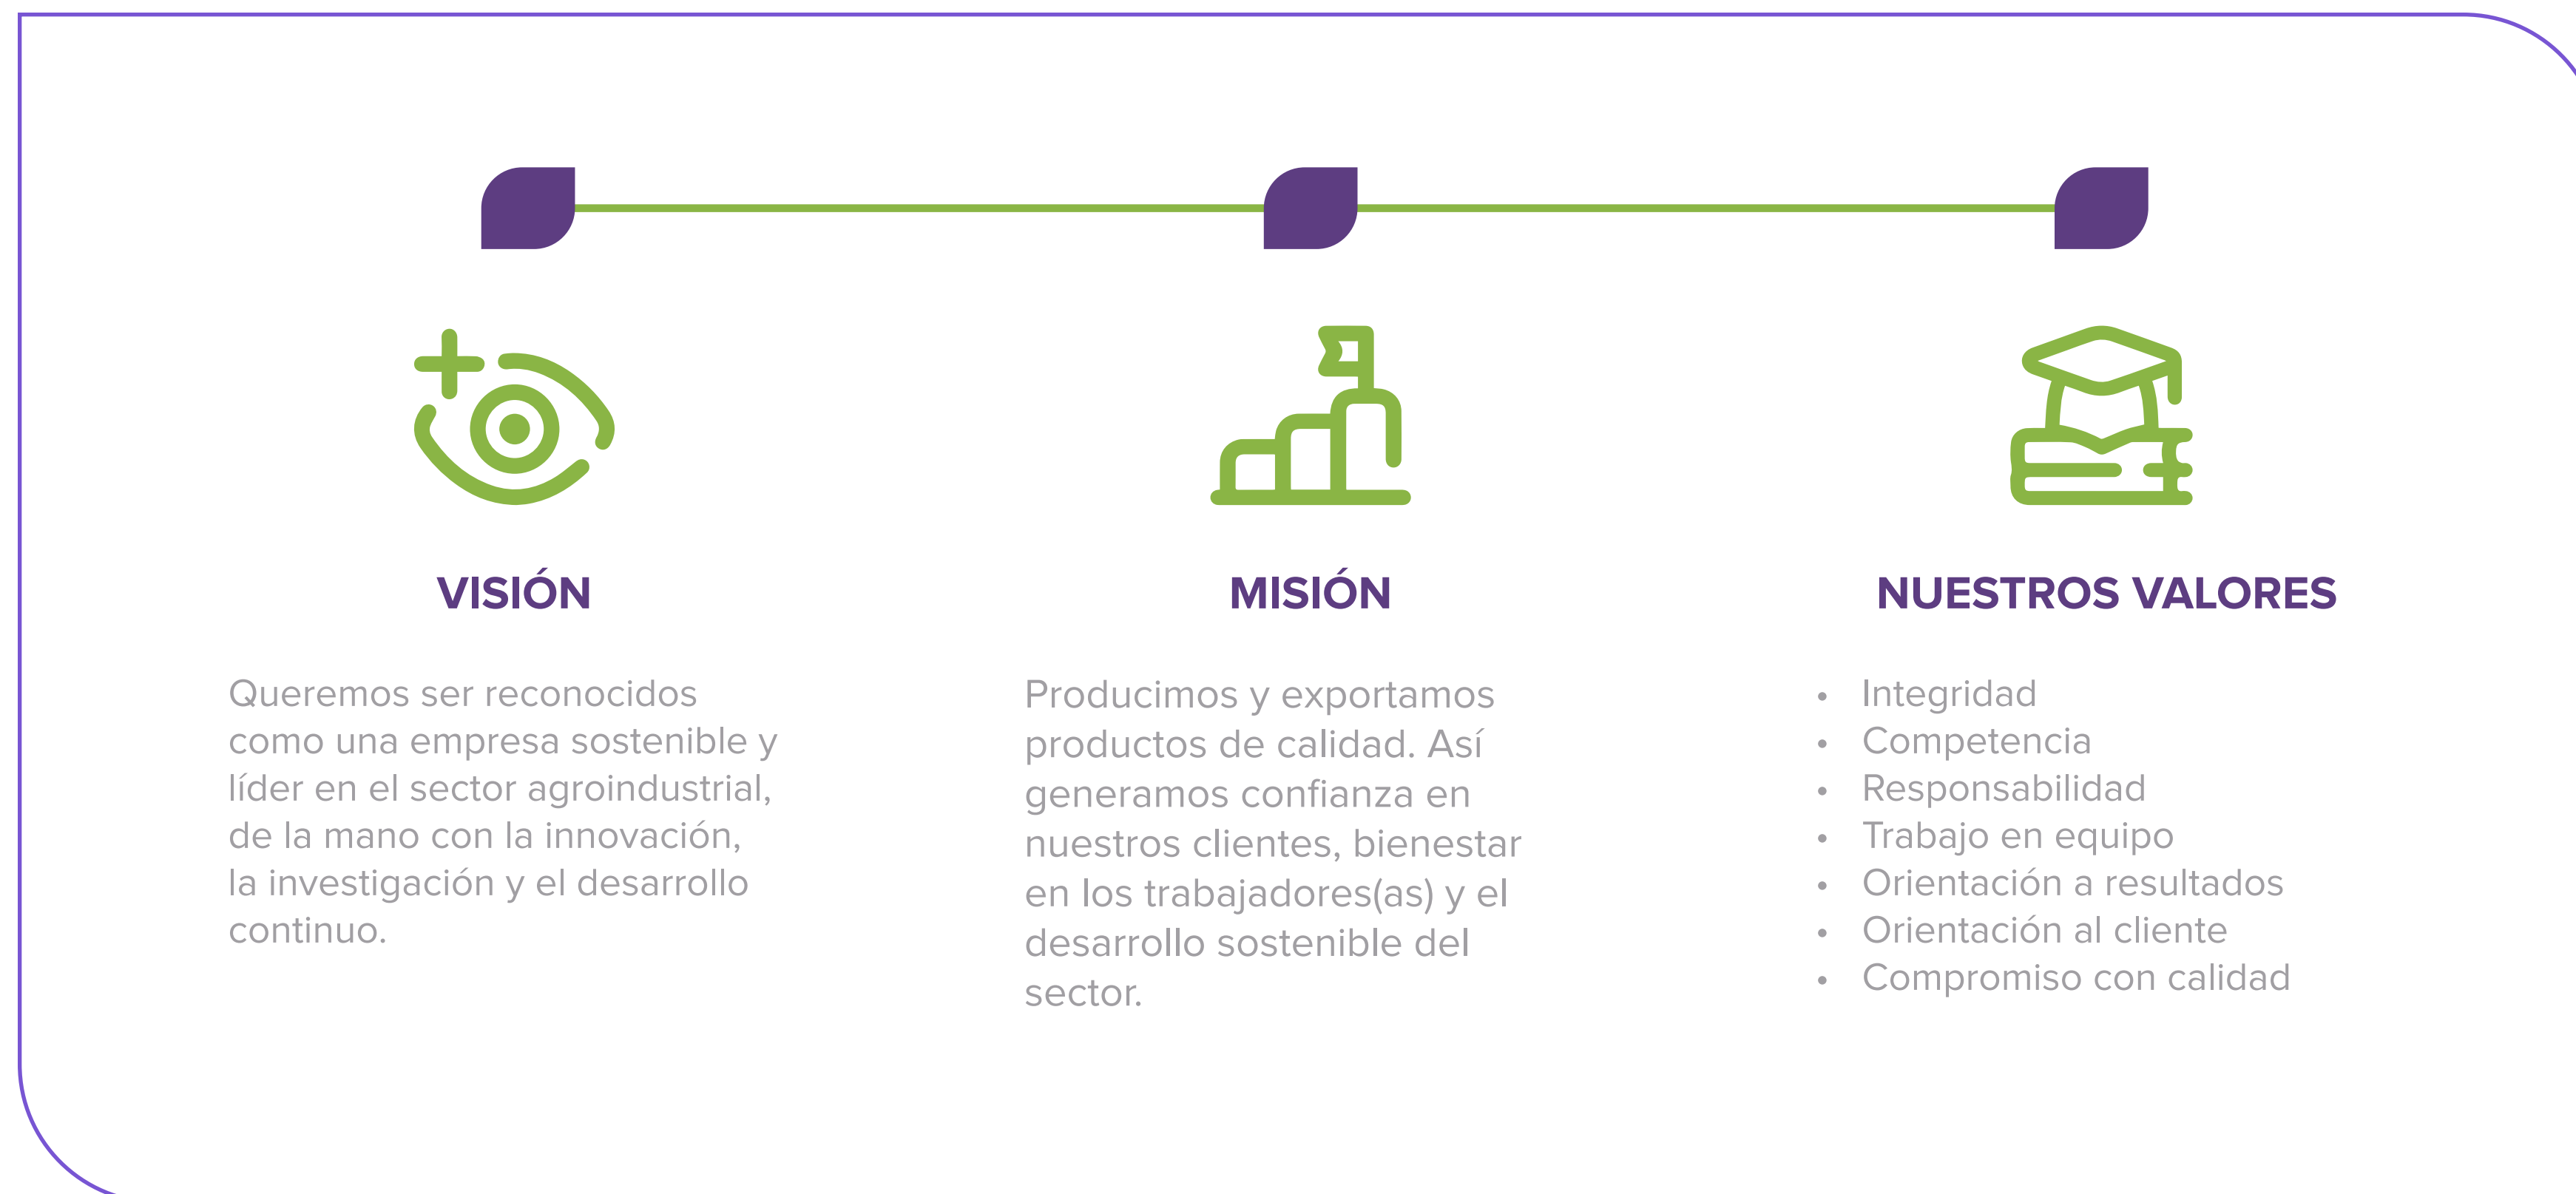 VISIÓN
Queremos ser reconocidos
como una empresa sostenible y
líder en el sector agroindustrial,
de la mano con la innovación,
la investigación y el desarrollo
continuo.
MISIÓN
Producimos y exportamos
productos de calidad. Así
generamos confianza en
nuestros clientes, bienestar
en los trabajadores(as) y el
desarrollo sostenible del
sector.
NUESTROS VALORES
• Integridad
• Competencia
• Responsabilidad
• Trabajo en equipo
• Orientación a resultados
• Orientación al cliente
• Compromiso con calidad